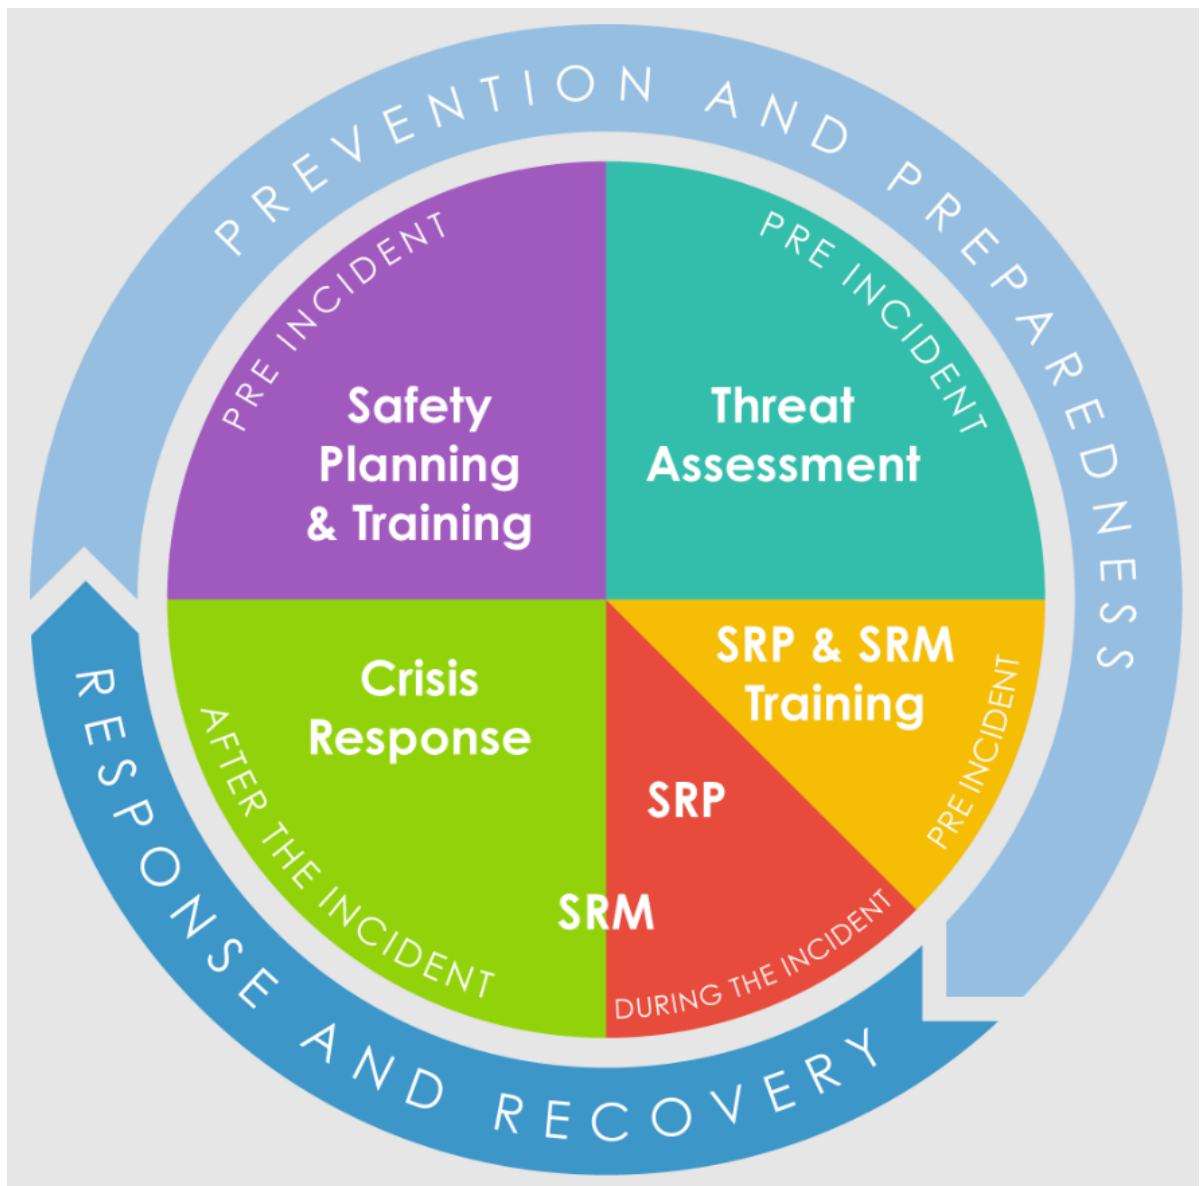 PREVENTION AND PREPAREDNESS
PRE INCIDENT
Safety
Planning
& Training
PRE INCIDENT
Threat
Assessment
SRP & SRM
Training
PRE INCIDENT
SRP
SRM
DURING THE INCIDENT
Crisis
Response
AFTER THE INCIDENT
RESPONSE AND RECOVERY